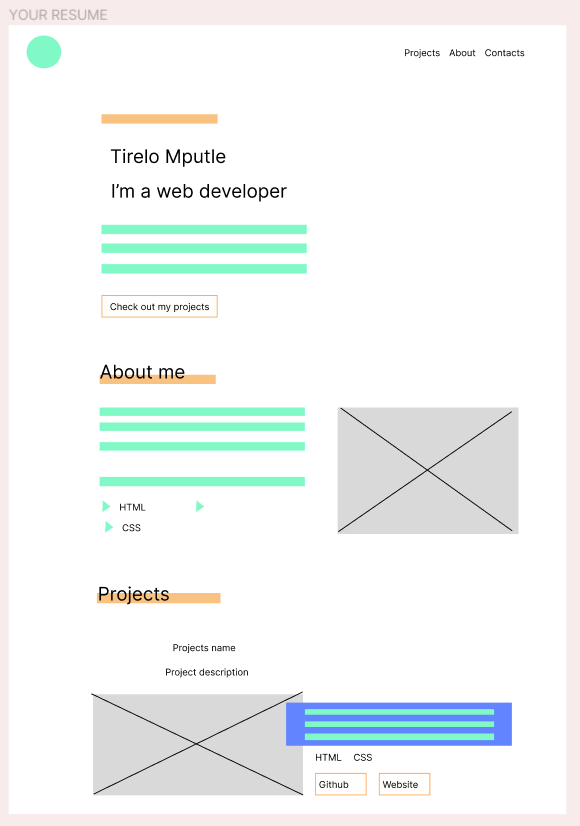 YOUR RESUME
Projects About Contacts
Tirelo Mputle
I'm a web developer
Check out my projects
About me
HTML
CSS
Projects
Projects name
Project description
HTML CSS
Github Website